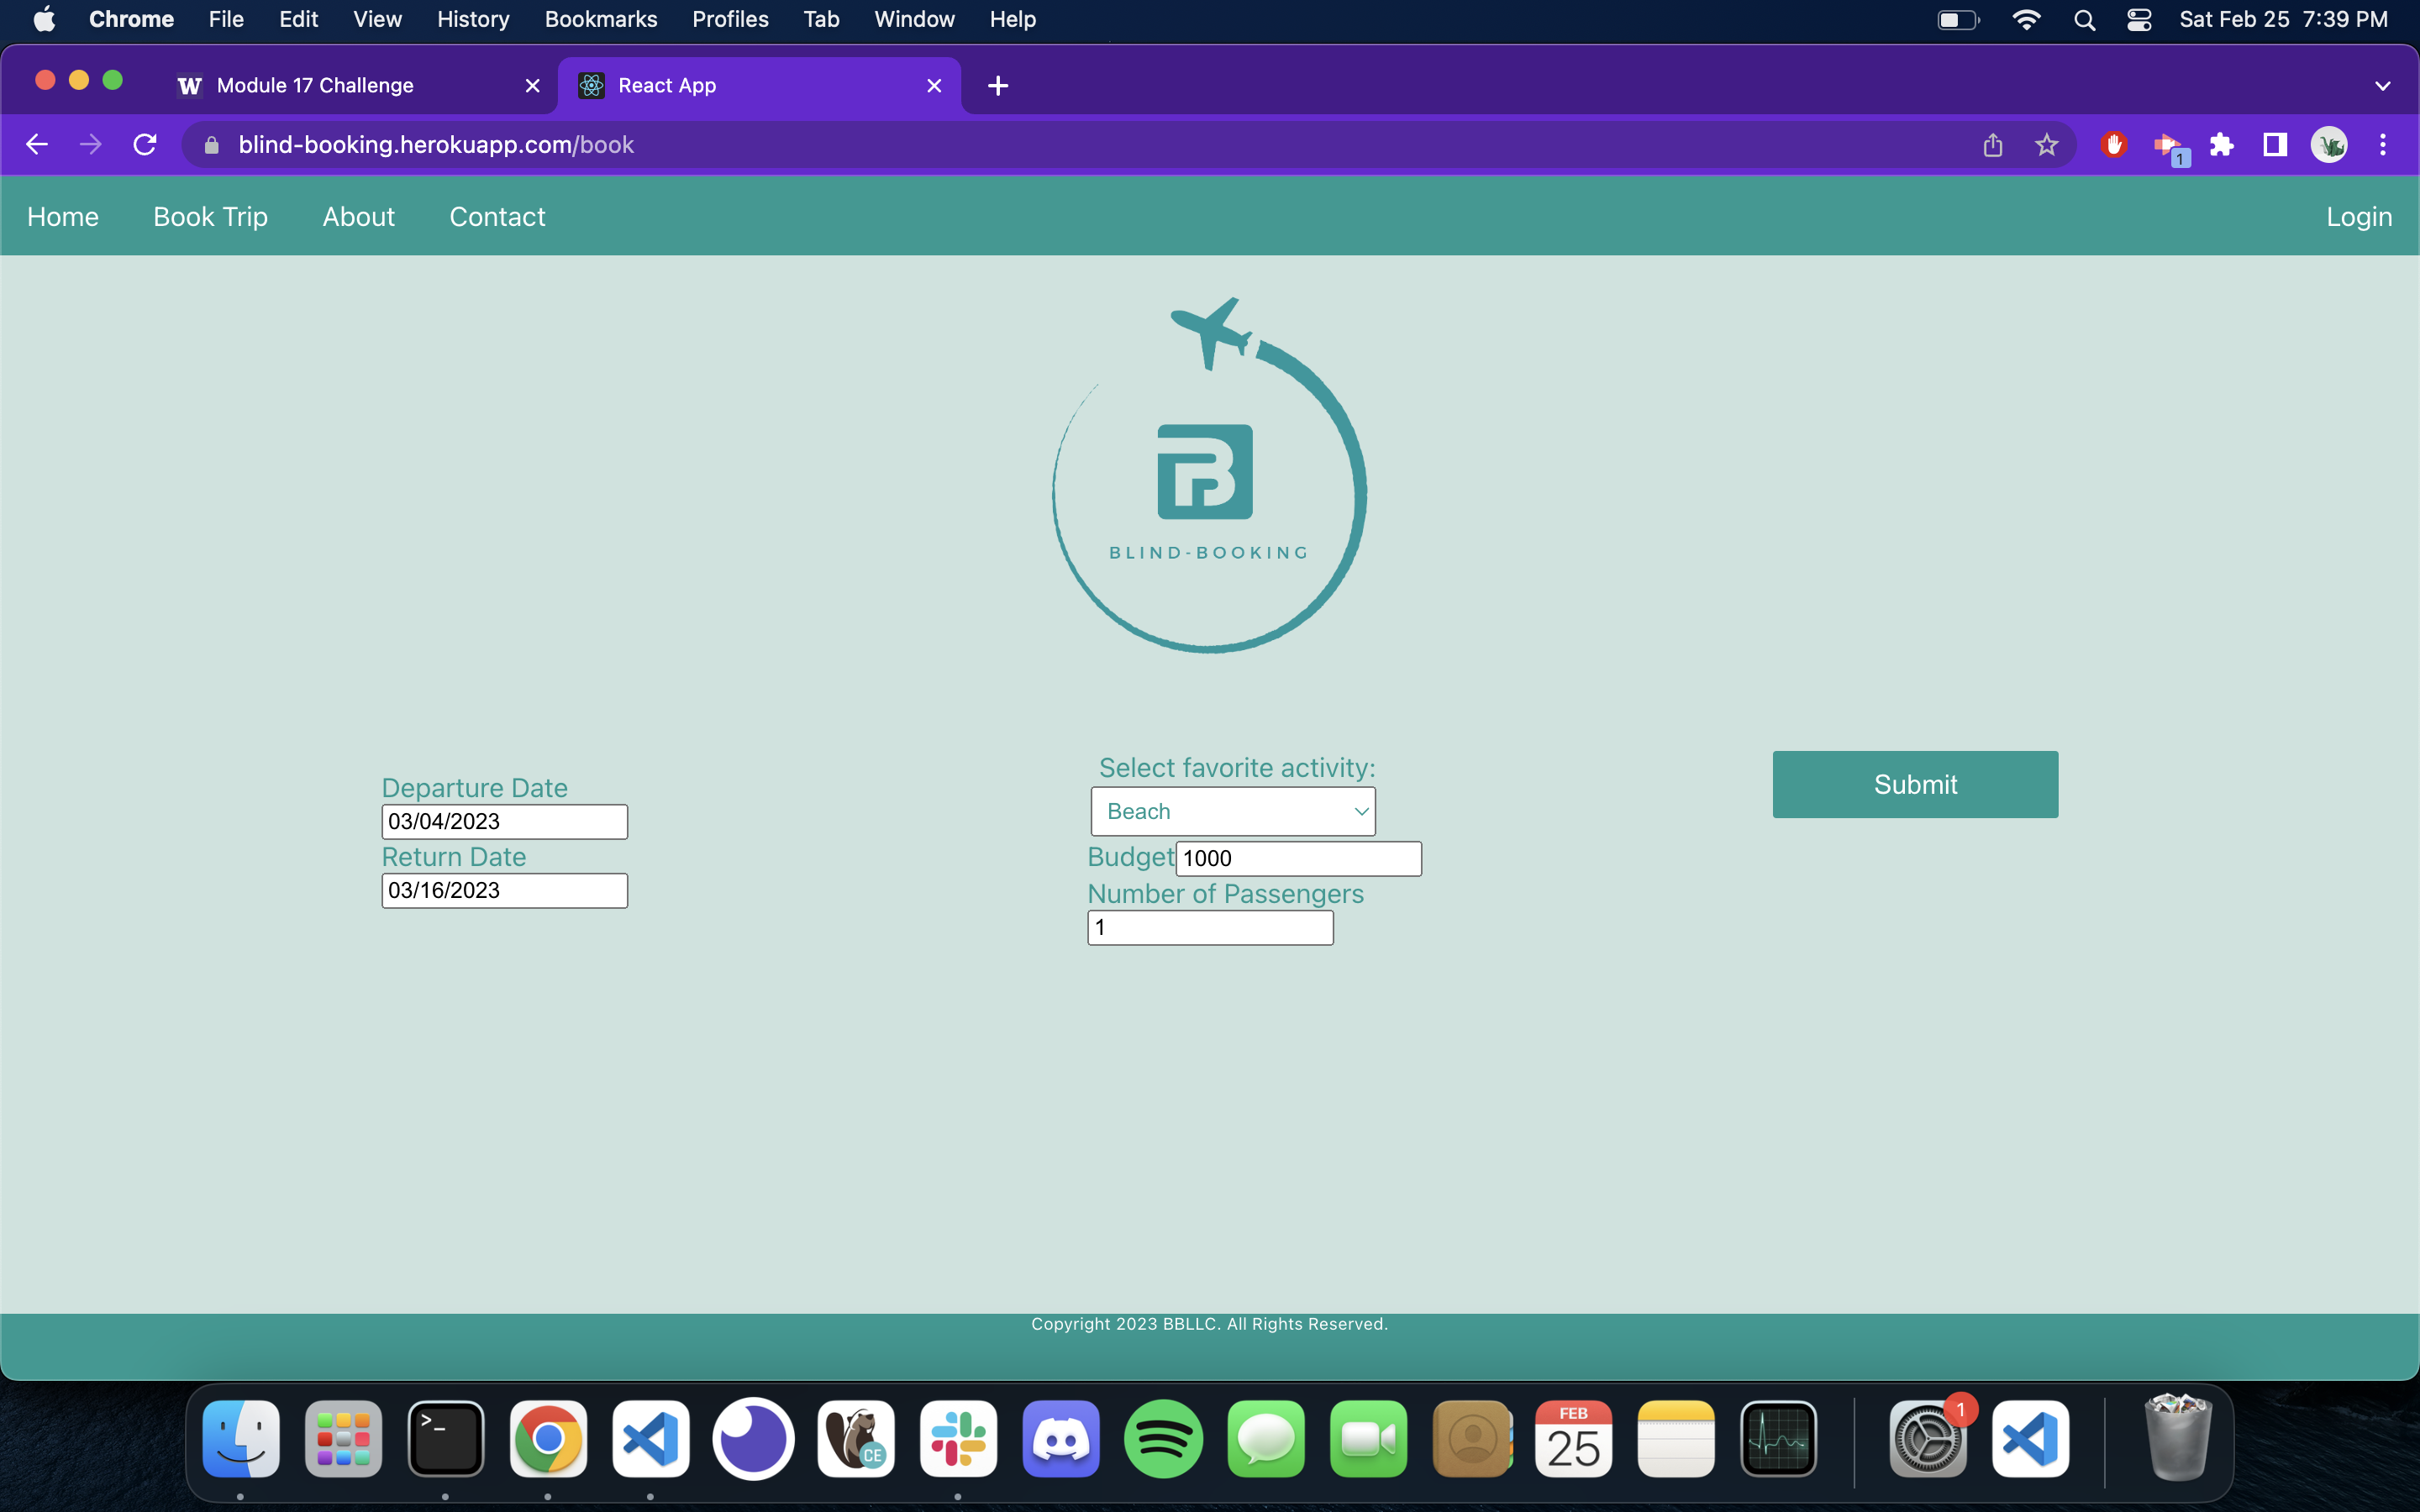 Chrome File Edit View History Bookmarks Profiles Tab Window Help Sat Feb 25 7:39 PM
W Module 17 Challenge React App
blind-booking.herokuapp.com/book 1
Home Book Trip About Contact Login
B
BLIND-BOOKING
Select favorite activity:
Departure Date
03/04/2023
Return Date
03/16/2023
Beach
Budget 1000
Number of Passengers
1
Submit
Copyright 2023 BBLLC. All Rights Reserved.
>_ CE FEB 1
25